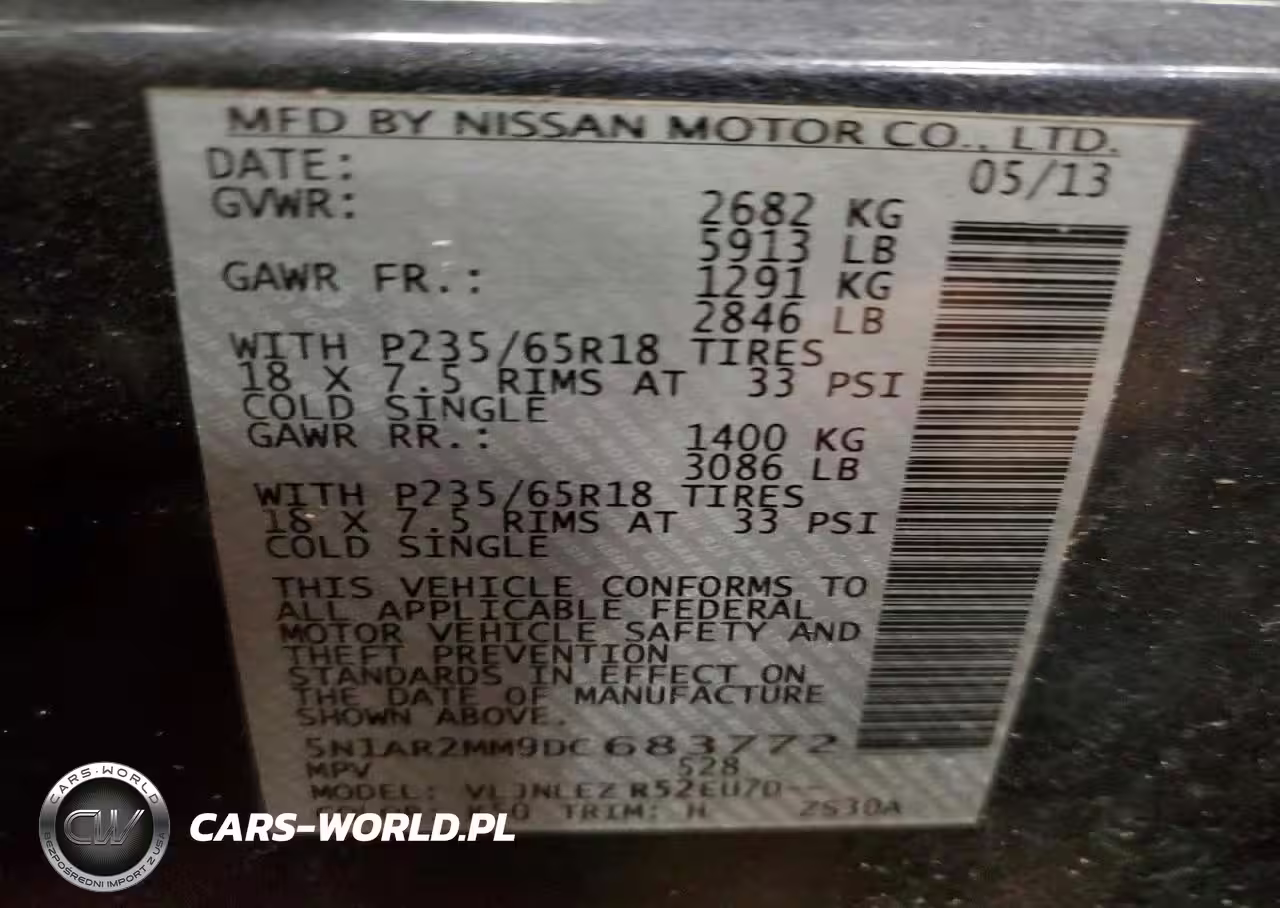 MFD BY NISSAN MOTOR CO., LTD.
DATE: 05/13
GVWR: 2682 KG
5913 LB
GAWR FR.: 1291 KG
2846 LB
WITH P235/65R18 TIRES
18 X 7.5 RIMS AT 33 PSI
COLD SINGLE
GAWR RR.: 1400 KG
3086 LB
WITH P235/65R18 TIRES
18 X 7.5 RIMS AT 33 PSI
COLD SINGLE
THIS VEHICLE CONFORMS TO
ALL APPLICABLE FEDERAL
MOTOR VEHICLE SAFETY AND
THEFT PREVENTION
STANDARDS IN EFFECT ON
THE DATE OF MANUFACTURE
SHOWN ABOVE.
5N1AR2MM9DC683772
MPV 528
MODEL: R52EU7D--
TRIM: H 2S30A
CARS-WORLD
CW
BEZPOŚREDNI IMPORT Z USA
CARS-WORLD.PL